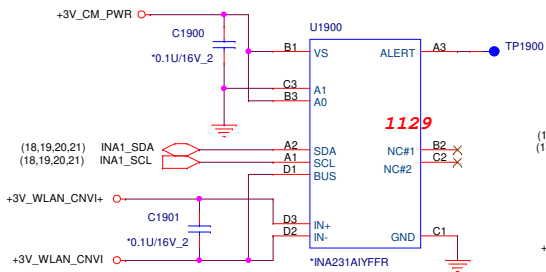 +3V_CM_PWR
C1900
*0.1U/16V_2
U1900
B1 VS
ALERT A3
TP1900
C3 A1
B3 A0
1129
(18,19,20,21) INA1_SDA A2 SDA
(18,19,20,21) INA1_SCL A1 SCL
D1 BUS
NC#1 B2
NC#2 C2
(1
(1
+3V_WLAN_CNVI+
C1901
*0.1U/16V_2
D3 IN+
D2 IN-
GND C1
+3V_WLAN_CNVI
*INA231AIYFFR
+